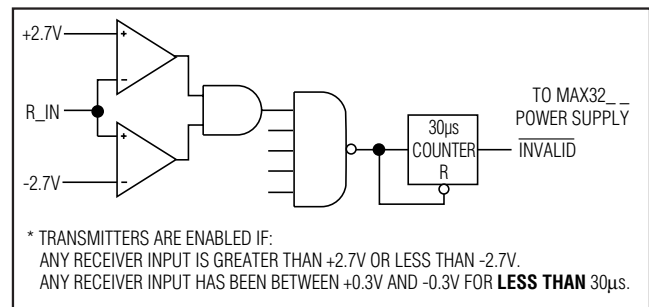 +2.7V
R_IN
-2.7V
30µs
COUNTER
R
TO MAX32_ _
POWER SUPPLY
INVALID
* TRANSMITTERS ARE ENABLED IF:
ANY RECEIVER INPUT IS GREATER THAN +2.7V OR LESS THAN -2.7V.
ANY RECEIVER INPUT HAS BEEN BETWEEN +0.3V AND -0.3V FOR LESS THAN 30µs.